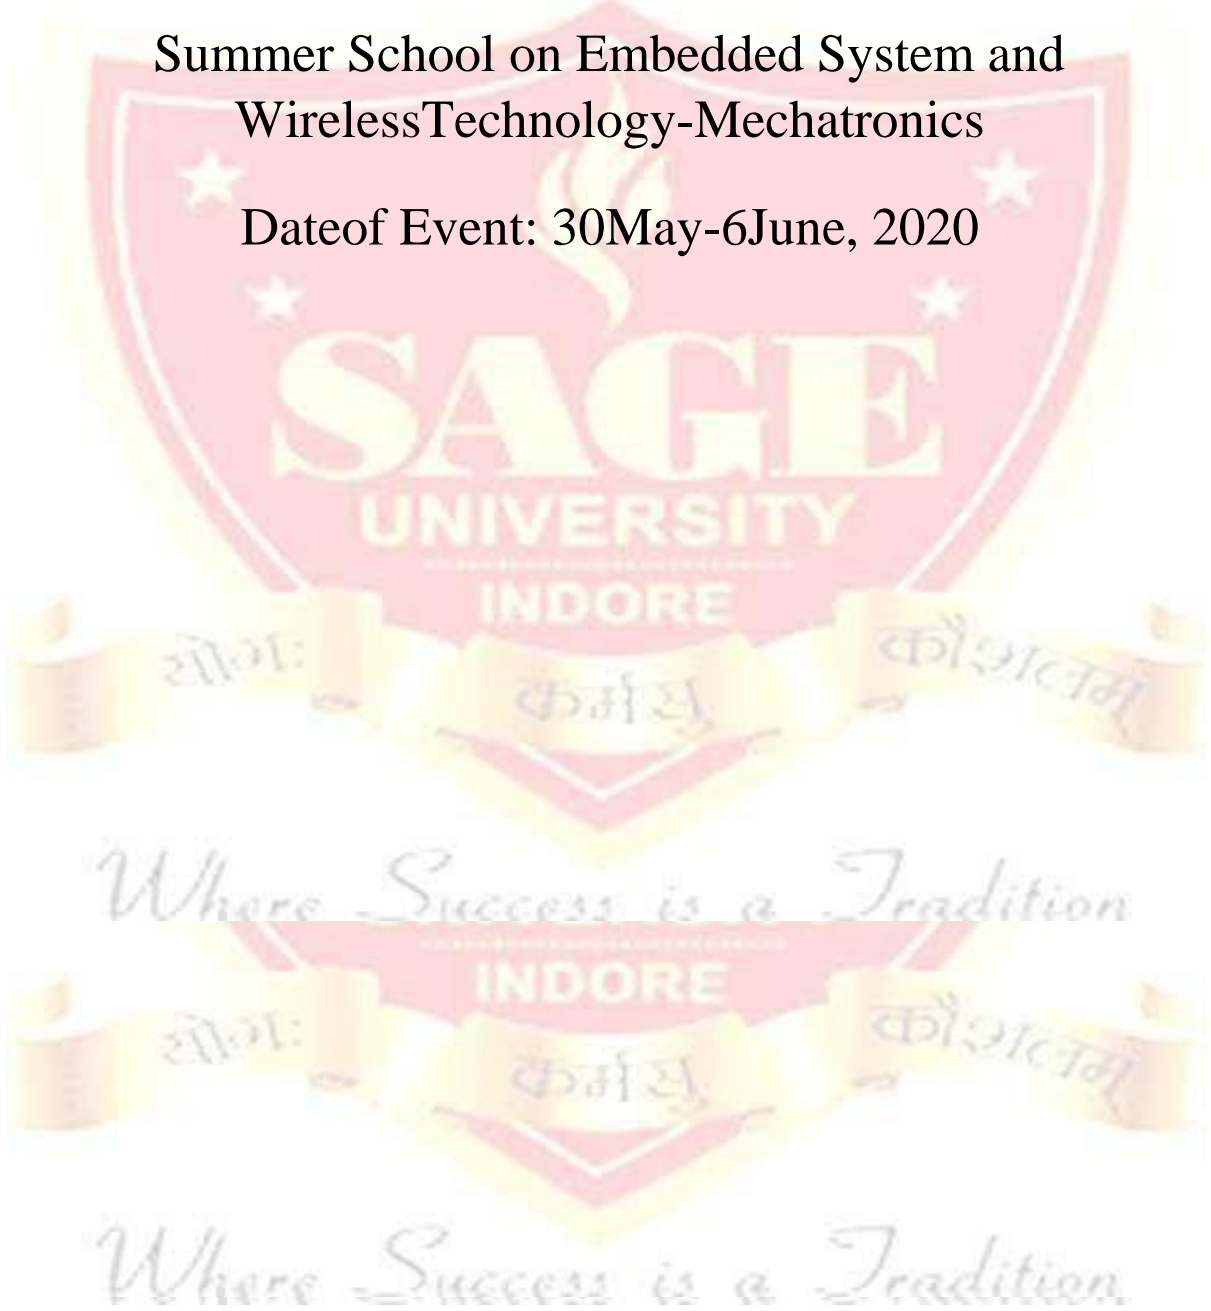 Summer School on Embedded System and
WirelessTechnology-Mechatronics
Dateof Event: 30May-6June, 2020
SAGE
UNIVERSITY
INDORE
योगः
कर्मसु
कौशलम्
Where Success is a Tradition
INDORE
योगः
कर्मसु
कौशलम्
Where Success is a Tradition